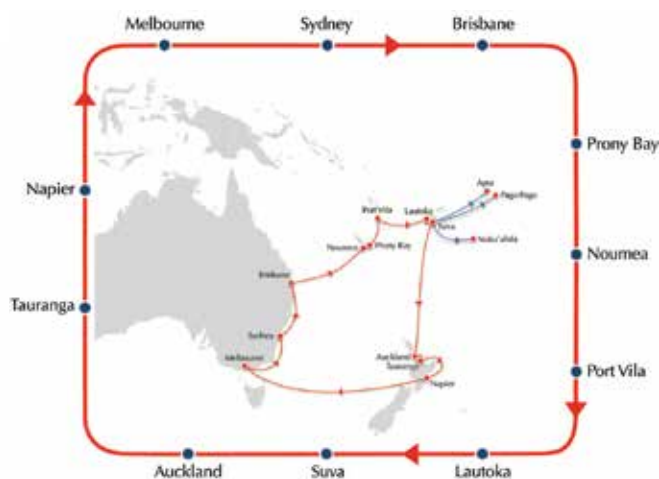 Melbourne
Sydney
Brisbane
Prony Bay
Napier
Apia
Pago Pago
Port Vila
Lautoka
Suva
Nuku'alofa
Noumea
Prony Bay
Noumea
Brisbane
Tauranga
Sydney
Melbourne
Auckland
Tauranga
Napier
Port Vila
Auckland
Suva
Lautoka